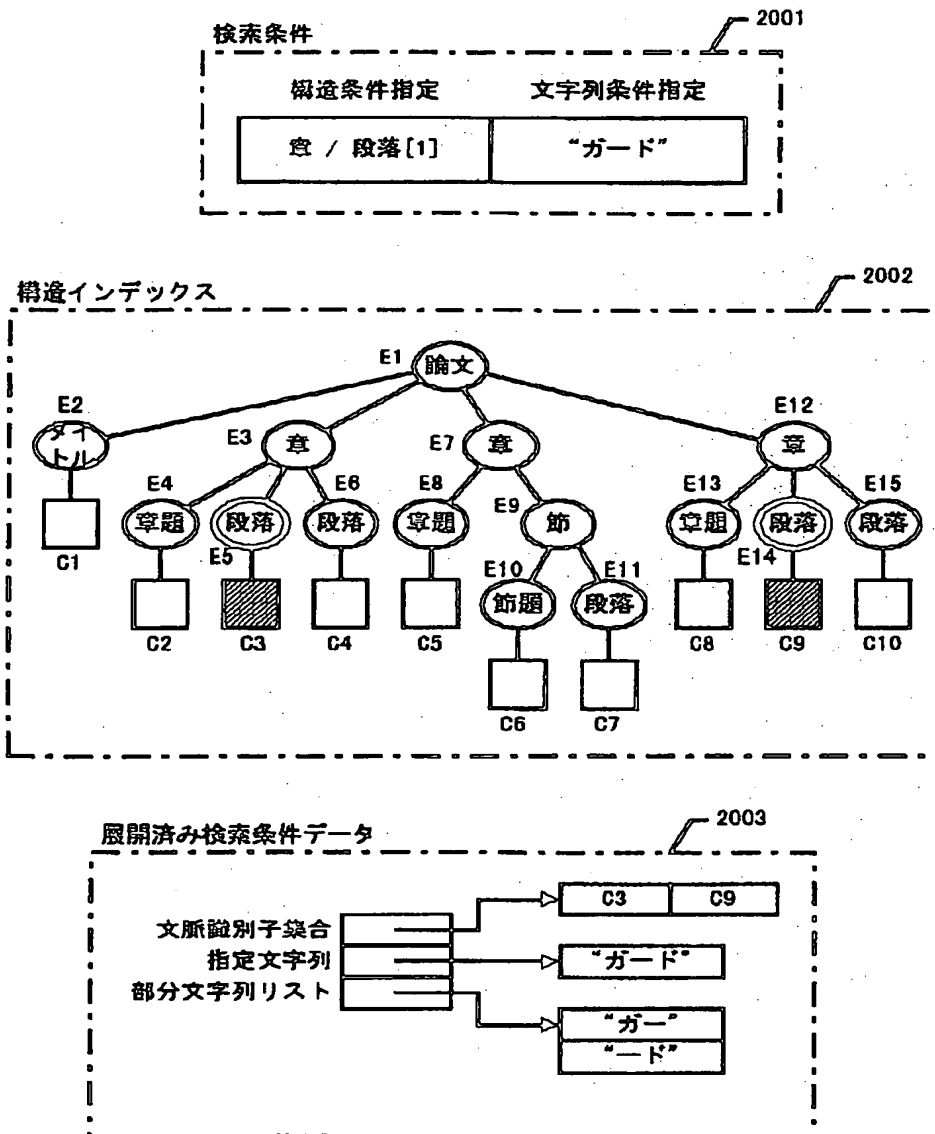 2001
検索条件
構造条件指定 文字列条件指定
章 / 段落[1] “ガード”
2002
構造インデックス
E1 論文
E2 タイトル
E3 章
E7 章
E12 章
E4 章題
E5 段落
E6 段落
E8 章題
E9 節
E13 章題
E14 段落
E15 段落
E10 節題
E11 段落
C1
C2 C3 C4 C5 C8 C9 C10
C6 C7
2003
展開済み検索条件データ
文脈識別子集合 C3 C9
指定文字列 “ガード”
部分文字列リスト “ガー”
“ード”